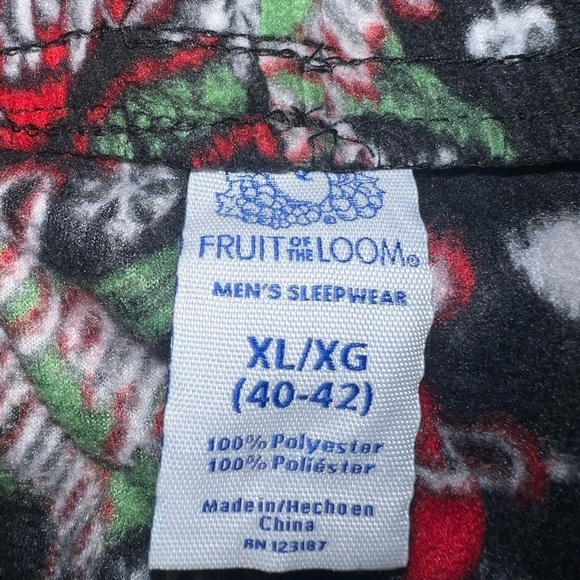 FRUIT OF THE LOOM®
MEN'S SLEEPWEAR
XL/XG
(40-42)
100% Polyester
100% Poliéster
Made in/Hecho en
China
RN 123187